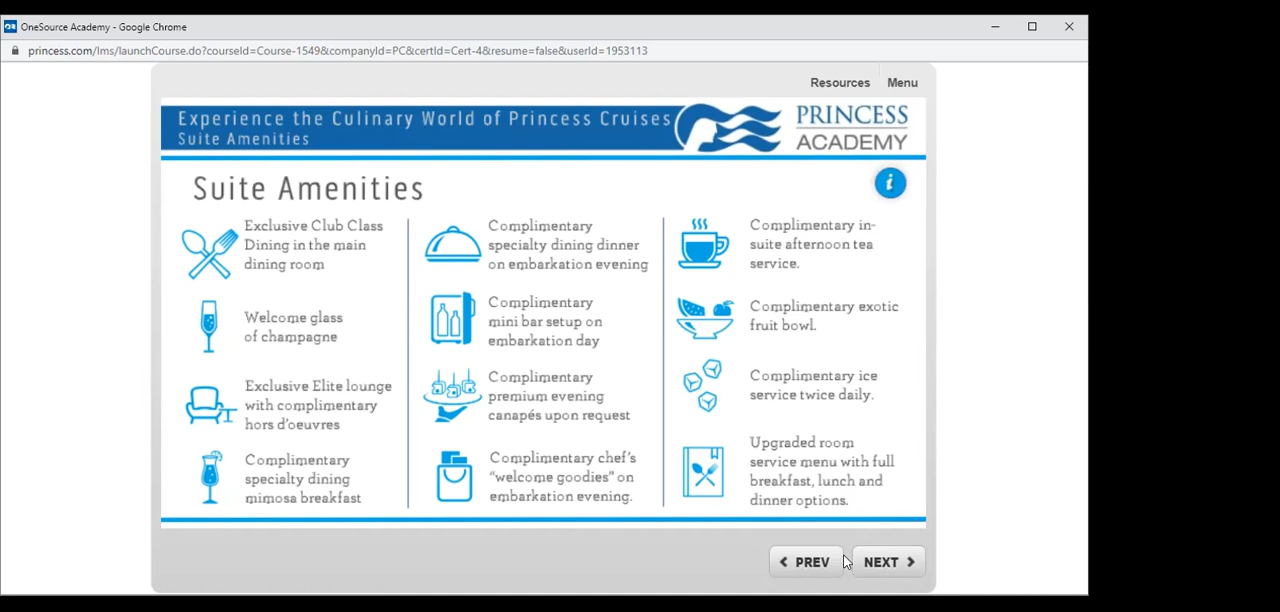 OneSource Academy - Google Chrome
princess.com/lms/launchCourse.do?courseId=Course-1549&companyId=PC&certId=Cert-4&resume=false&userId=1953113
Resources
Menu
Experience the Culinary World of Princess Cruises
Suite Amenities
PRINCESS
ACADEMY
Suite Amenities
i
Exclusive Club Class
Dining in the main
dining room
Welcome glass
of champagne
Exclusive Elite lounge
with complimentary
hors d'oeuvres
Complimentary
specialty dining
mimosa breakfast
Complimentary
specialty dining dinner
on embarkation evening
Complimentary
mini bar setup on
embarkation day
Complimentary
premium evening
canapés upon request
Complimentary chef's
"welcome goodies" on
embarkation evening.
Complimentary in-
suite afternoon tea
service.
Complimentary exotic
fruit bowl.
Complimentary ice
service twice daily.
Upgraded room
service menu with full
breakfast, lunch and
dinner options.
PREV
NEXT